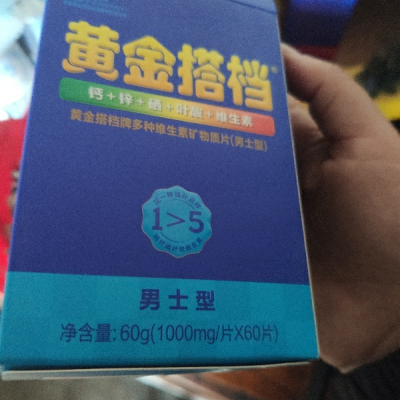 黄金搭档®
钙+锌+硒+叶酸+维生素
黄金搭档牌多种维生素矿物质片(男士型)
1>5
男士型
净含量: 60g(1000mg/片X60片)